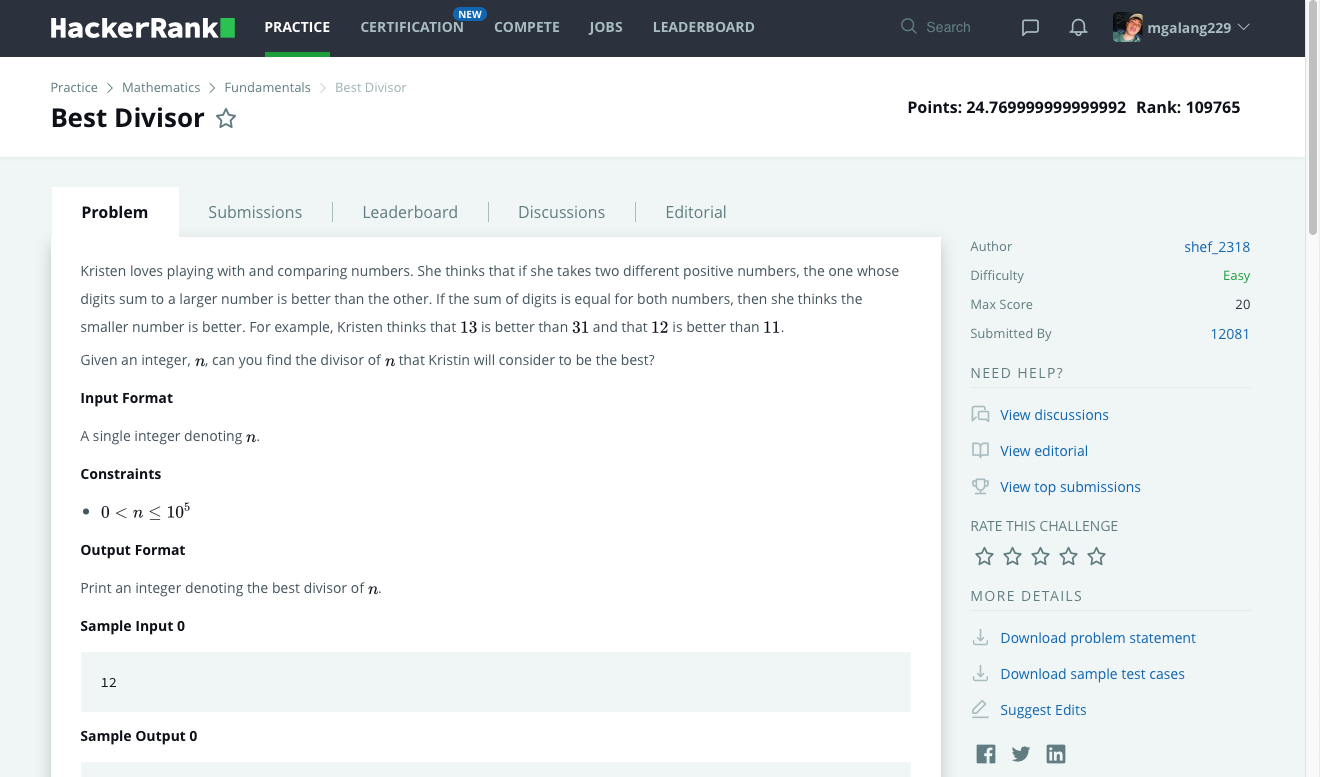 HackerRank PRACTICE CERTIFICATION NEW COMPETE JOBS LEADERBOARD Search mgalang229
Practice > Mathematics > Fundamentals > Best Divisor
Best Divisor
Points: 24.769999999999992 Rank: 109765
Problem Submissions Leaderboard Discussions Editorial
Kristen loves playing with and comparing numbers. She thinks that if she takes two different positive numbers, the one whose
digits sum to a larger number is better than the other. If the sum of digits is equal for both numbers, then she thinks the
smaller number is better. For example, Kristen thinks that 13 is better than 31 and that 12 is better than 11.
Given an integer, n, can you find the divisor of n that Kristin will consider to be the best?
Input Format
A single integer denoting n.
Constraints
• 0 < n ≤ 10⁵
Output Format
Print an integer denoting the best divisor of n.
Sample Input 0
12
Sample Output 0
Author shef_2318
Difficulty Easy
Max Score 20
Submitted By 12081
NEED HELP?
View discussions
View editorial
View top submissions
RATE THIS CHALLENGE
MORE DETAILS
Download problem statement
Download sample test cases
Suggest Edits